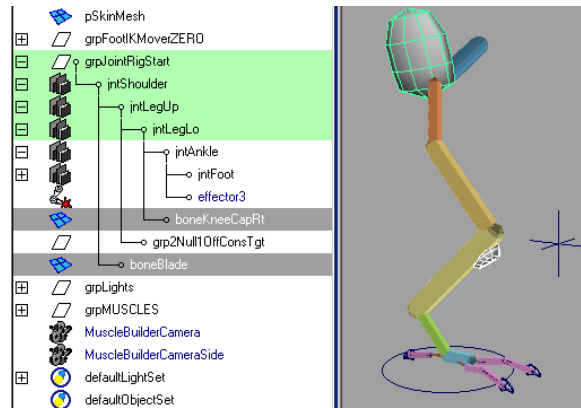 pSkinMesh
grpFootIKMoverZERO
grpJointRigStart
jntShoulder
jntLegUp
jntLegLo
jntAnkle
jntFoot
effector3
boneKneeCapRt
grp2Null1OffConsTgt
boneBlade
grpLights
grpMUSCLES
MuscleBuilderCamera
MuscleBuilderCameraSide
defaultLightSet
defaultObjectSet